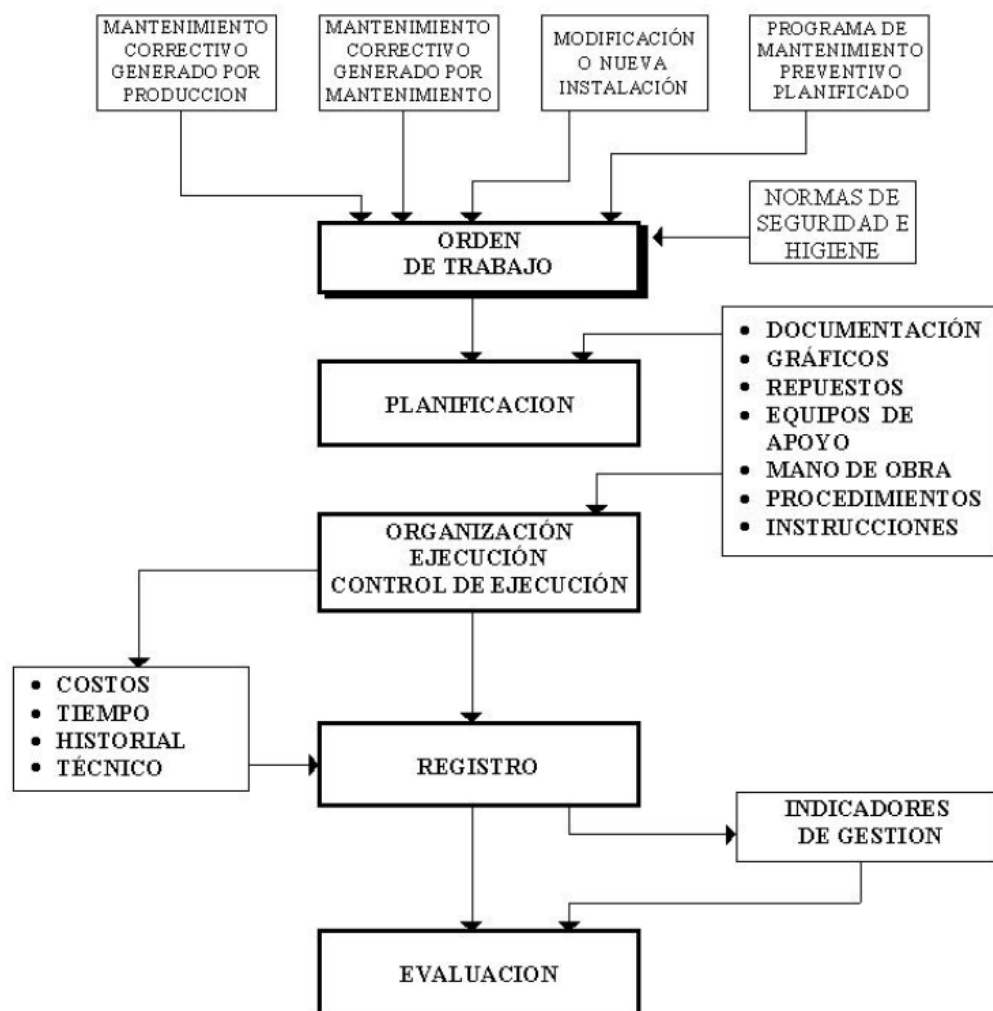 MANTENIMIENTO
CORRECTIVO
GENERADO POR
PRODUCCION
MANTENIMIENTO
CORRECTIVO
GENERADO POR
MANTENIMIENTO
MODIFICACIÓN
O NUEVA
INSTALACIÓN
PROGRAMA DE
MANTENIMIENTO
PREVENTIVO
PLANIFICADO
NORMAS DE
SEGURIDAD E
HIGIENE
ORDEN
DE TRABAJO
• DOCUMENTACIÓN
• GRÁFICOS
• REPUESTOS
• EQUIPOS DE
APOYO
• MANO DE OBRA
• PROCEDIMIENTOS
• INSTRUCCIONES
PLANIFICACION
ORGANIZACIÓN
EJECUCIÓN
CONTROL DE EJECUCIÓN
• COSTOS
• TIEMPO
• HISTORIAL
• TÉCNICO
REGISTRO
INDICADORES
DE GESTION
EVALUACION